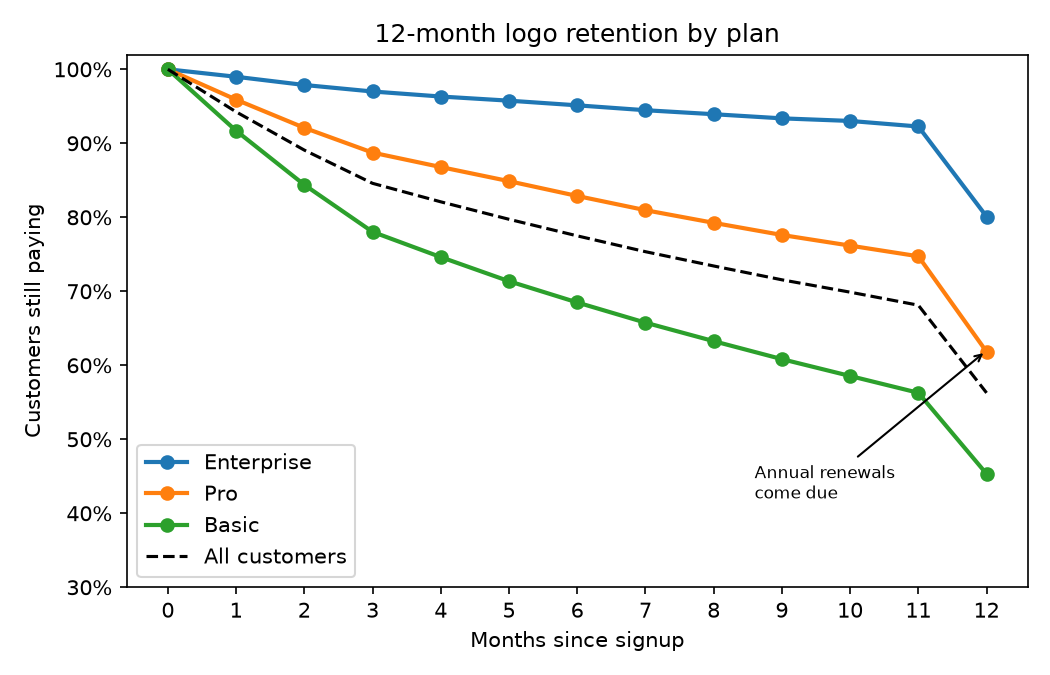 12-month logo retention by plan
Customers still paying
100%
90%
80%
70%
60%
50%
40%
30%
Annual renewals
come due
Enterprise
Pro
Basic
All customers
0 1 2 3 4 5 6 7 8 9 10 11 12
Months since signup